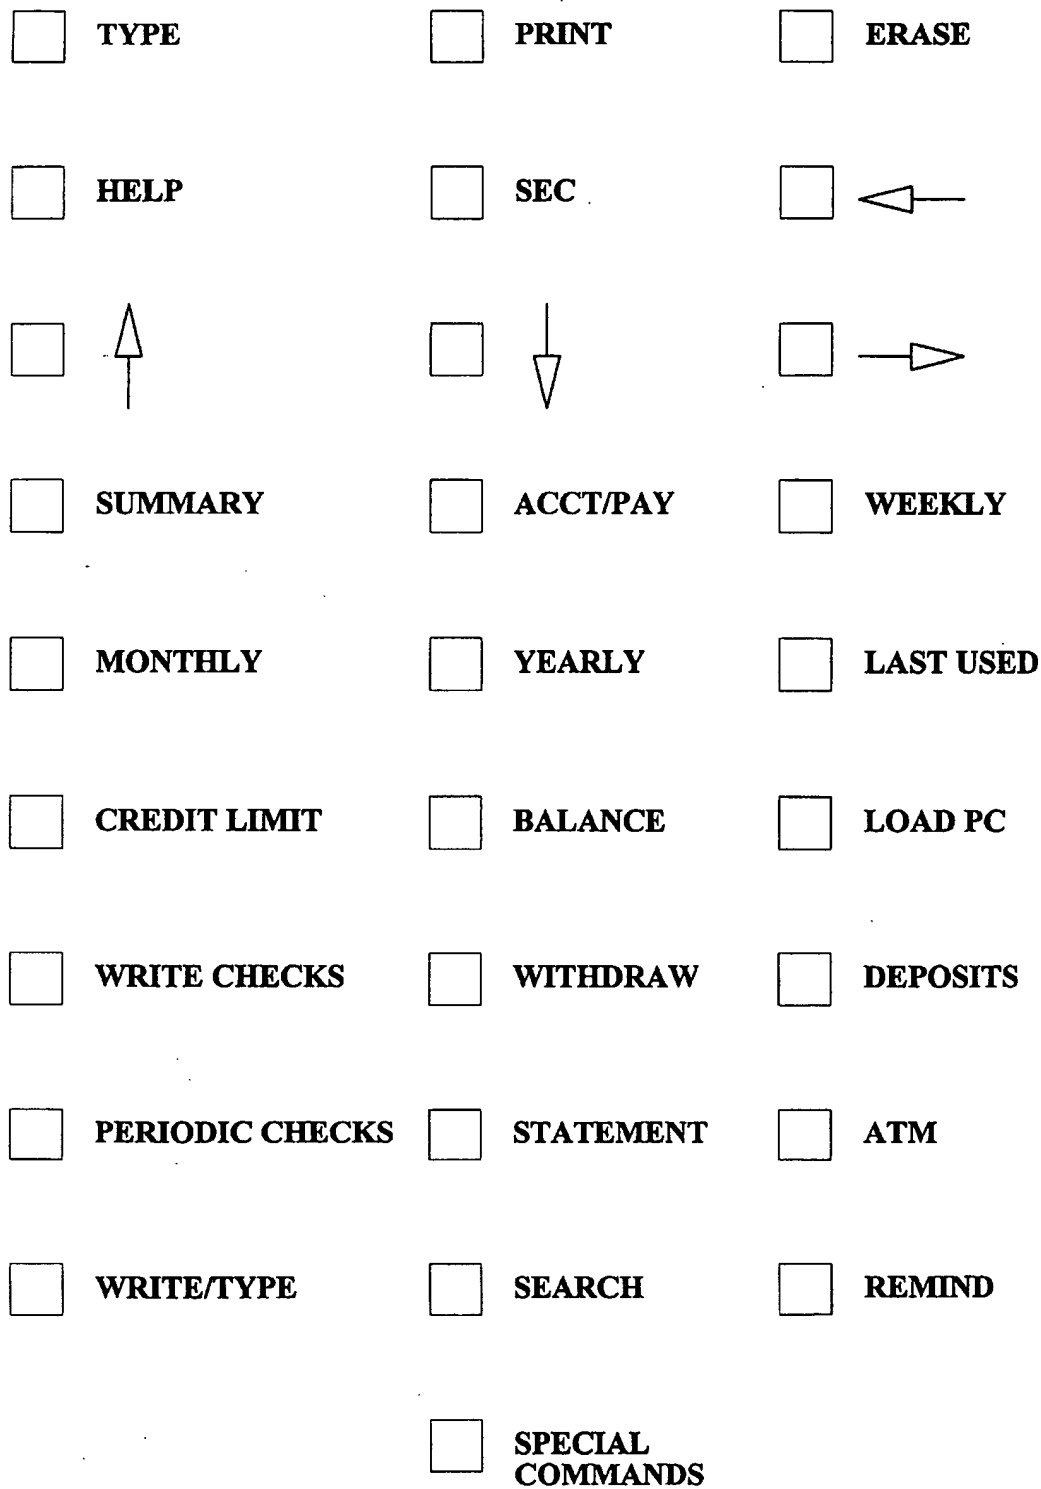 TYPE PRINT ERASE
HELP SEC
SUMMARY ACCT/PAY WEEKLY
MONTHLY YEARLY LAST USED
CREDIT LIMIT BALANCE LOAD PC
WRITE CHECKS WITHDRAW DEPOSITS
PERIODIC CHECKS STATEMENT ATM
WRITE/TYPE SEARCH REMIND
SPECIAL
COMMANDS